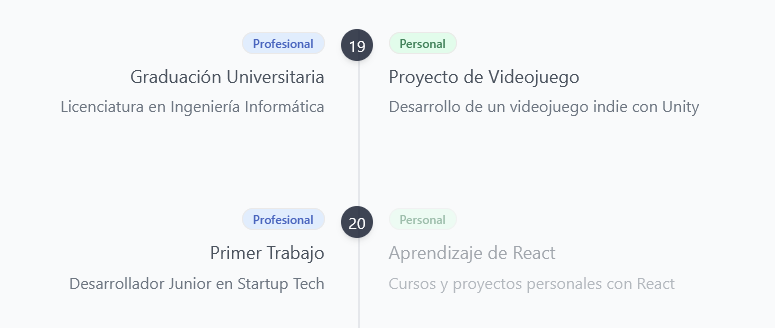 Profesional
19
Personal
Graduación Universitaria
Proyecto de Videojuego
Licenciatura en Ingeniería Informática
Desarrollo de un videojuego indie con Unity
Profesional
20
Personal
Primer Trabajo
Aprendizaje de React
Desarrollador Junior en Startup Tech
Cursos y proyectos personales con React